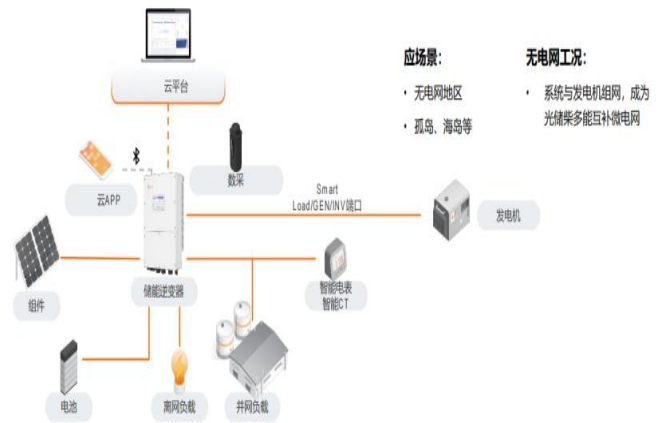 云平台
应场景：
• 无电网地区
• 孤岛、海岛等
无电网工况：
• 系统与发电机组网，成为
光储柴多能互补微电网
云APP
数采
Smart
Load/GEN/INV端口
发电机
组件
储能逆变器
智能电表
智能CT
电池
离网负载
并网负载